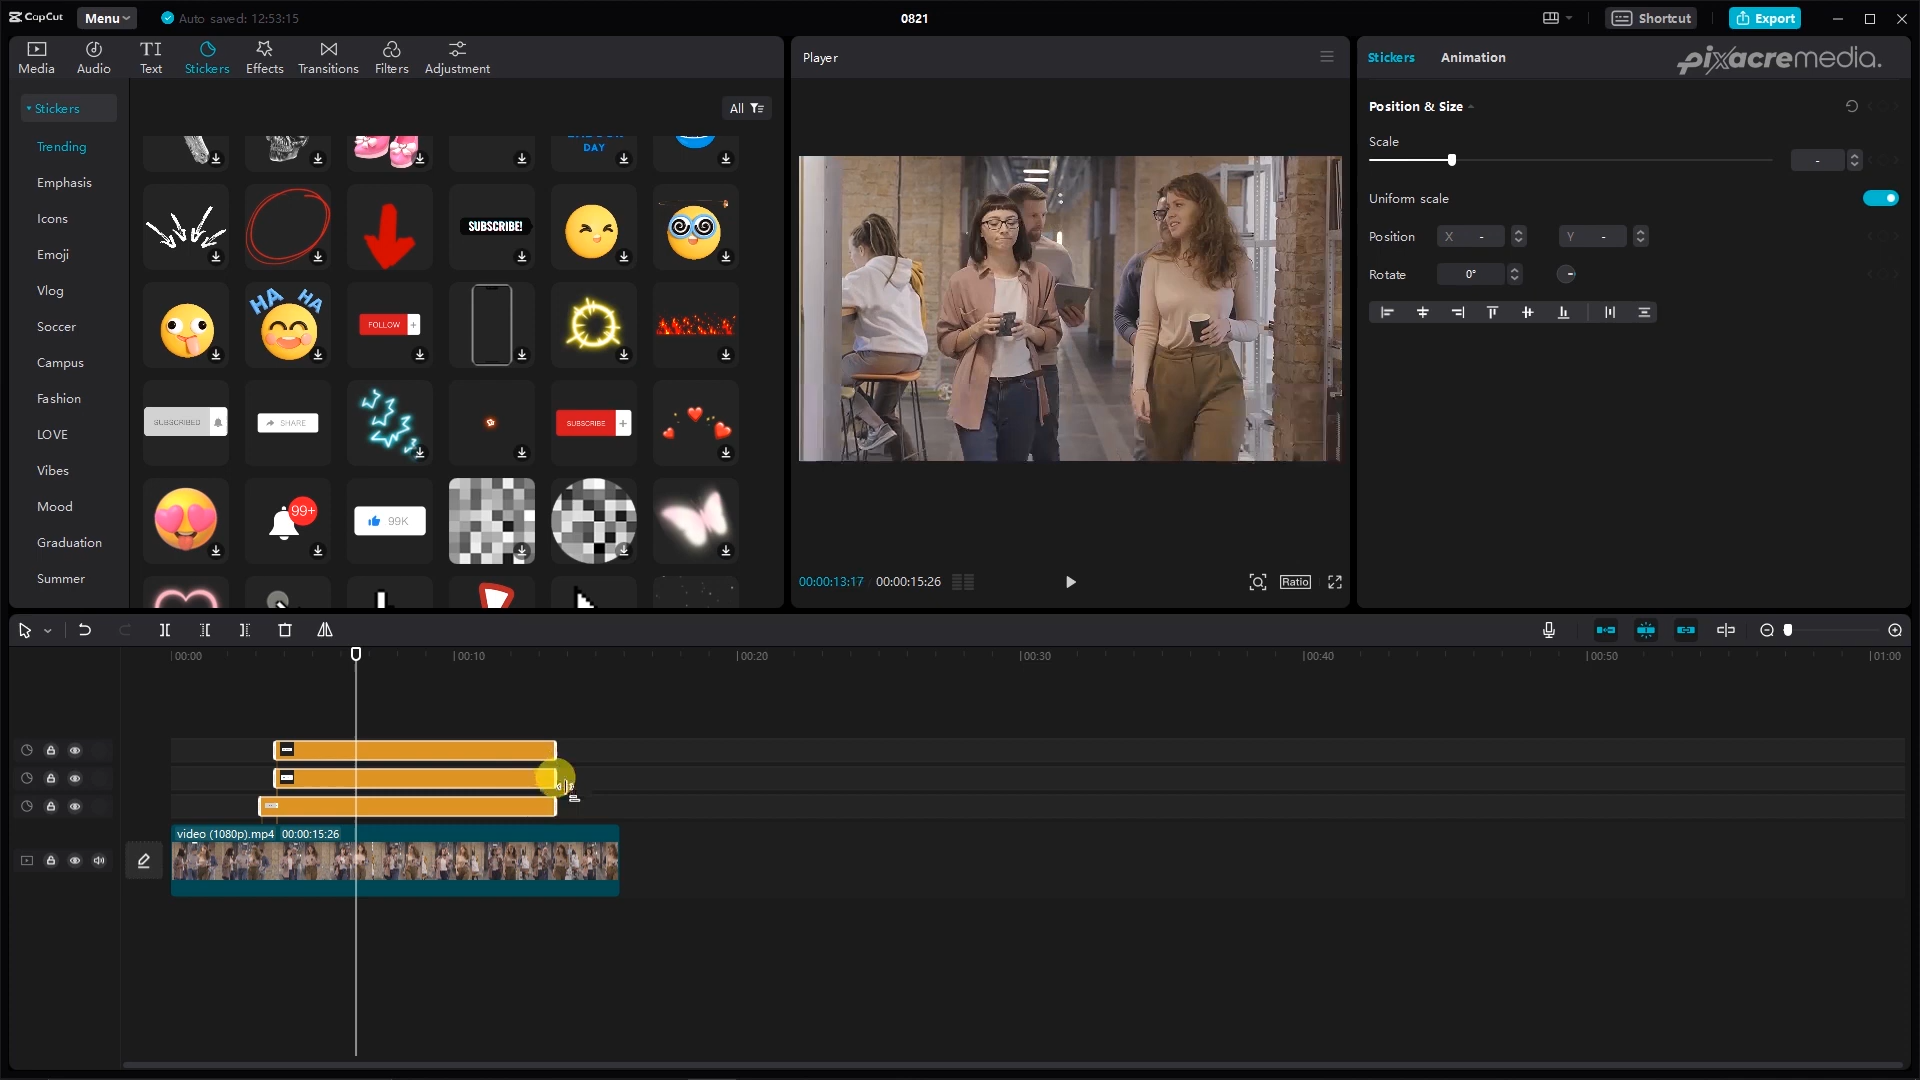 CapCut
Menu
Auto saved: 12:53:15
0821
Shortcut
Export
Media
Audio
TI
Text
Stickers
Effects
Transitions
Filters
Adjustment
Player
Stickers
Animation
pixacremedia.
Stickers
All
Position & Size
Trending
DAY
Scale
-
Emphasis
Uniform scale
Icons
SUBSCRIBE!
Position
X -
Y -
Emoji
Rotate
0°
Vlog
HA HA
Soccer
FOLLOW +
Campus
Fashion
SUBSCRIBED
SHARE
SUBSCRIBE +
LOVE
Vibes
Mood
99+
99K
Graduation
Summer
00:00:13:17
00:00:15:26
Ratio
00:00
00:10
00:20
00:30
00:40
00:50
01:00
video (1080p).mp4 00:00:15:26